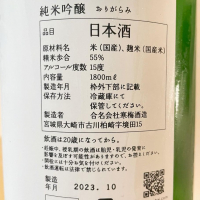 純米吟醸 おりがらみ
品目 日本酒
原材料名 米(国産)、麹米(国産米)
精米歩合 55%
アルコール度数 15度
内容量 1800mℓ
製造年月 枠外下部に記載
保存方法 冷蔵庫にて
保管してください。
製造者 合名会社寒梅酒造
宮城県大崎市古川柏崎字境田15
飲酒は20歳になってから。
製造
年月 2023. 10